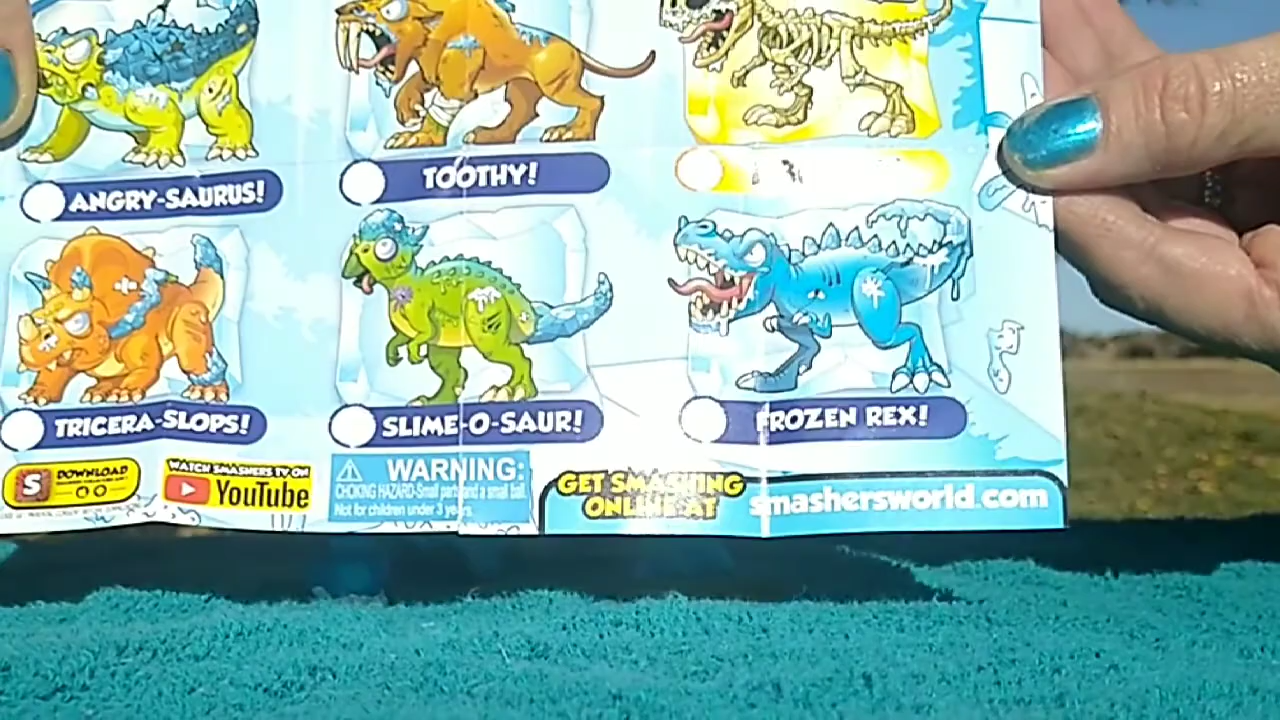 ANGRY-SAURUS!
TOOTHY!
TRICERA-SLOPS!
SLIME-O-SAUR!
FROZEN REX!
S DOWNLOAD
WATCH SMASHERS TV ON
YouTube
WARNING:
CHOKING HAZARD-Small parts and a small ball.
Not for children under 3 years.
GET SMASHING
ONLINE AT
smashersworld.com